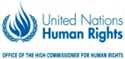 United Nations
Human Rights
OFFICE OF THE HIGH COMMISSIONER FOR HUMAN RIGHTS